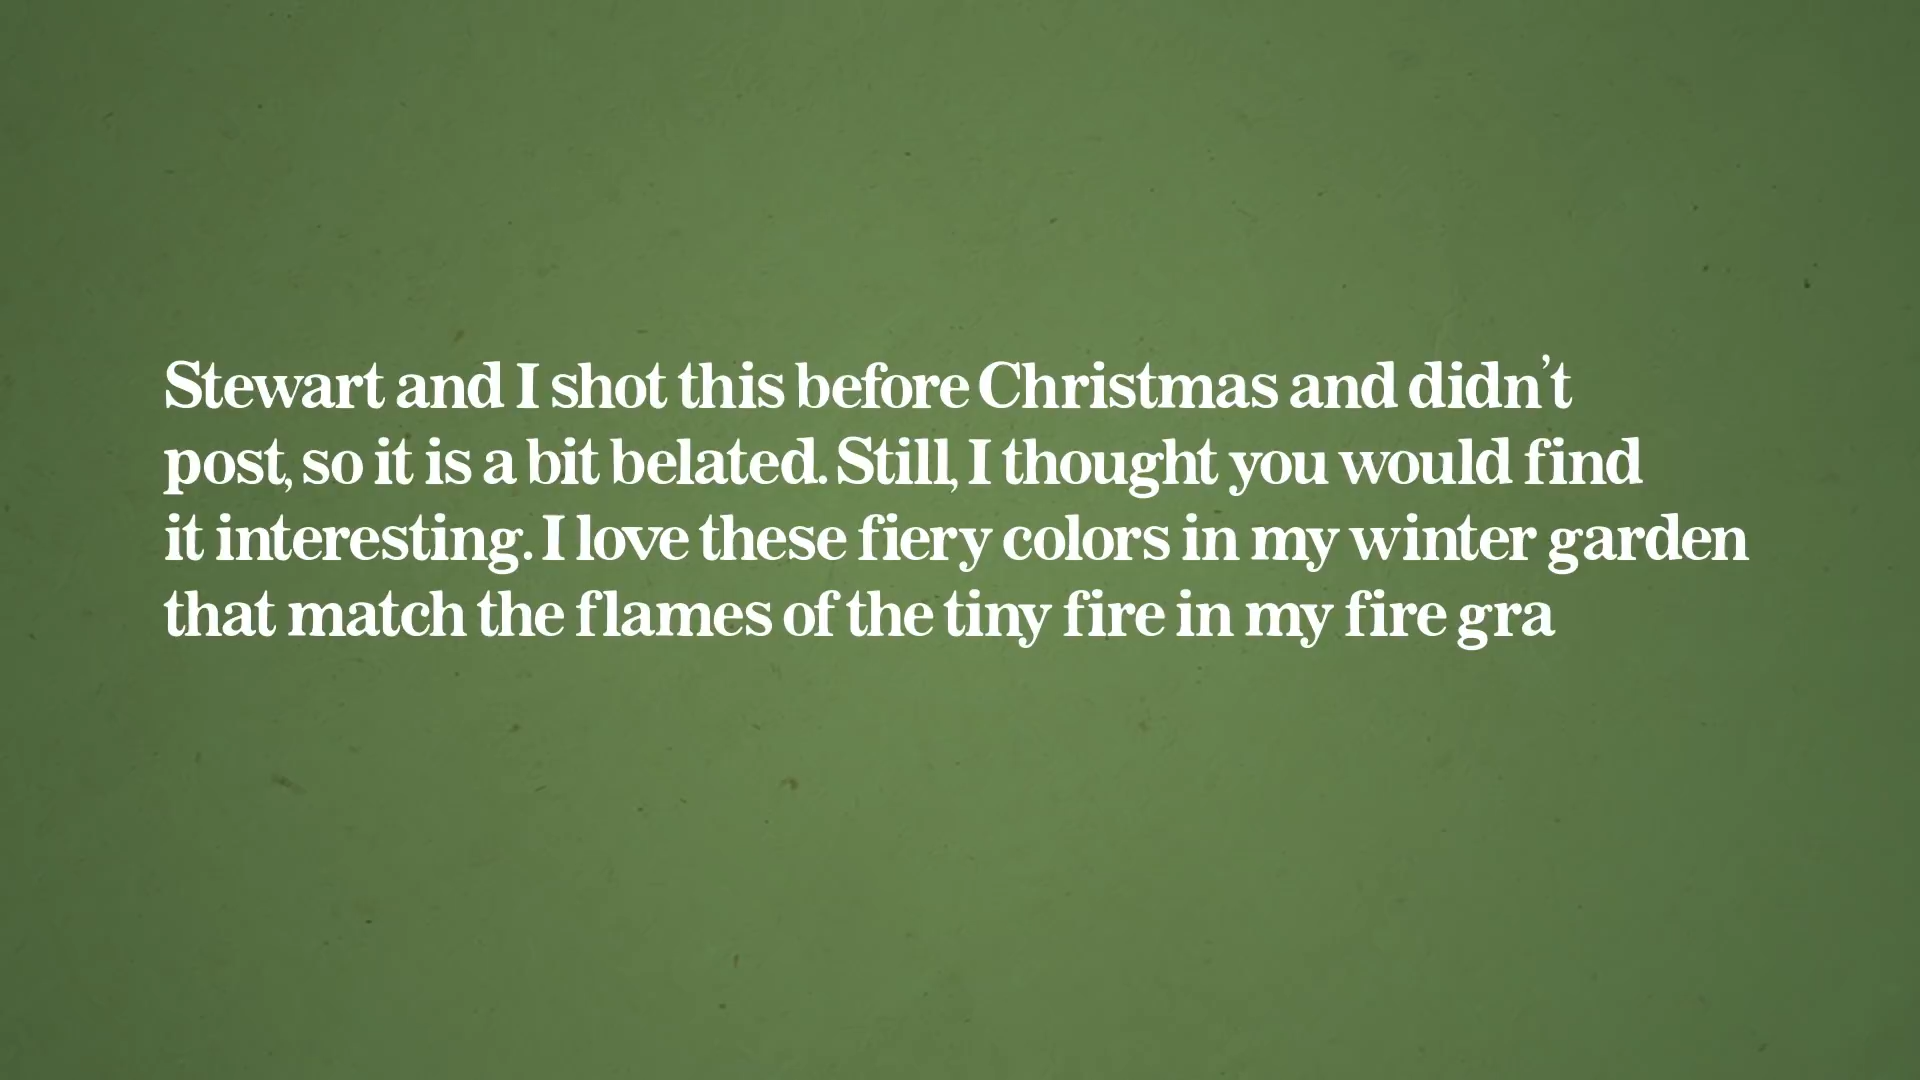 Stewart and I shot this before Christmas and didn’t
post, so it is a bit belated. Still, I thought you would find
it interesting. I love these fiery colors in my winter garden
that match the flames of the tiny fire in my fire gra